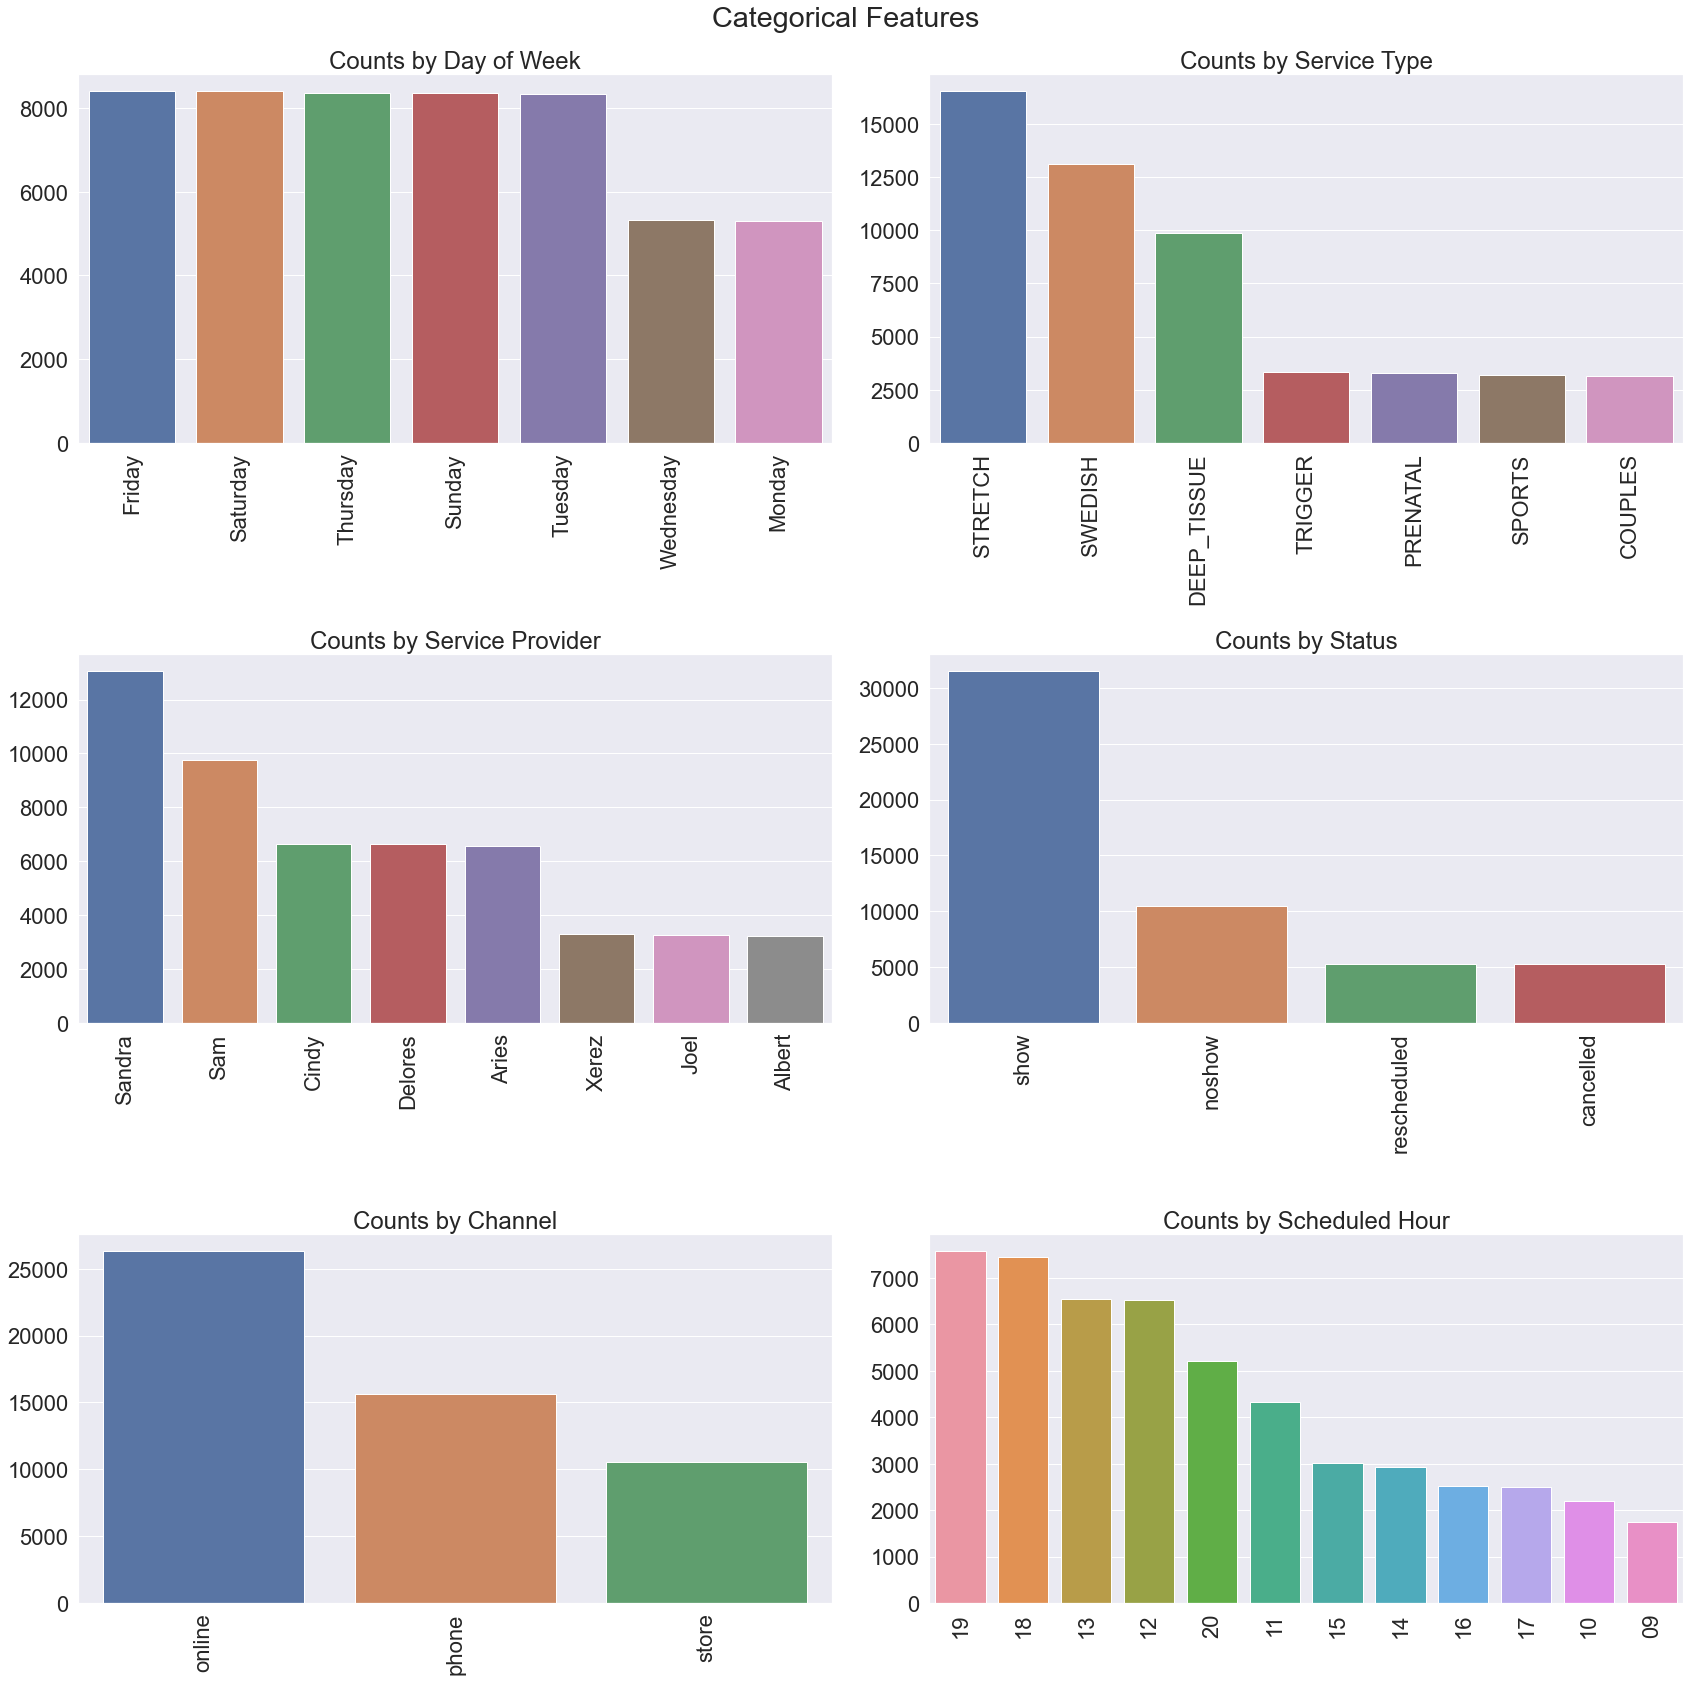 Categorical Features
Counts by Day of Week
8000
6000
4000
2000
0
Friday
Saturday
Thursday
Sunday
Tuesday
Wednesday
Monday
Counts by Service Type
15000
12500
10000
7500
5000
2500
0
STRETCH
SWEDISH
DEEP_TISSUE
TRIGGER
PRENATAL
SPORTS
COUPLES
Counts by Service Provider
12000
10000
8000
6000
4000
2000
0
Sandra
Sam
Cindy
Delores
Aries
Xerez
Joel
Albert
Counts by Status
30000
25000
20000
15000
10000
5000
0
show
noshow
rescheduled
cancelled
Counts by Channel
25000
20000
15000
10000
5000
0
online
phone
store
Counts by Scheduled Hour
7000
6000
5000
4000
3000
2000
1000
0
19
18
13
12
20
11
15
14
16
17
10
09